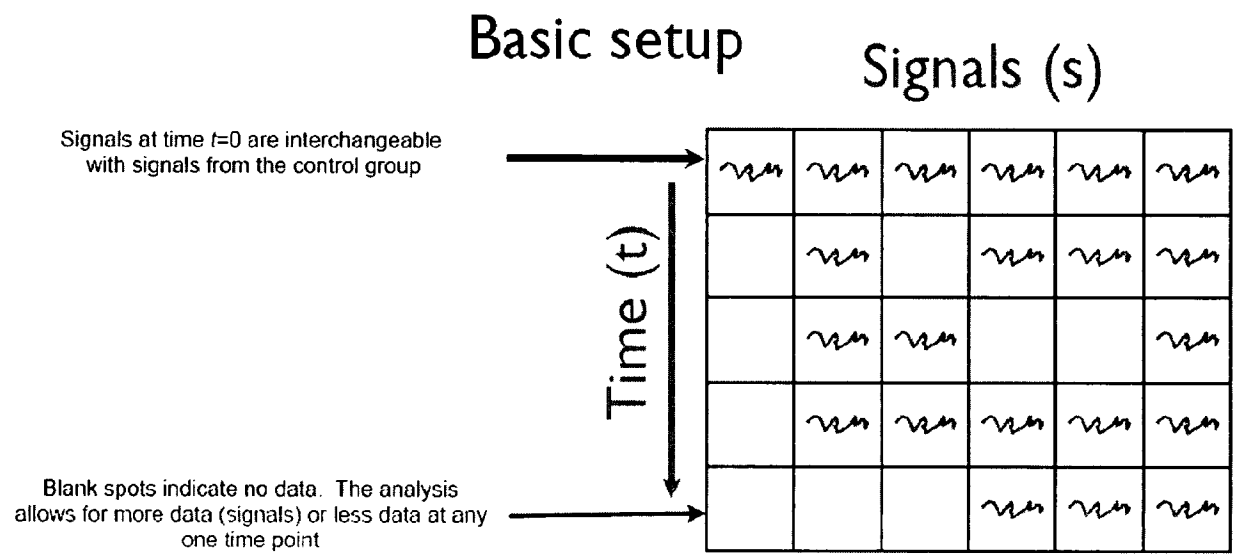 Basic setup
Signals (s)
Signals at time t=0 are interchangeable
with signals from the control group
Time (t)
Blank spots indicate no data. The analysis
allows for more data (signals) or less data at any
one time point